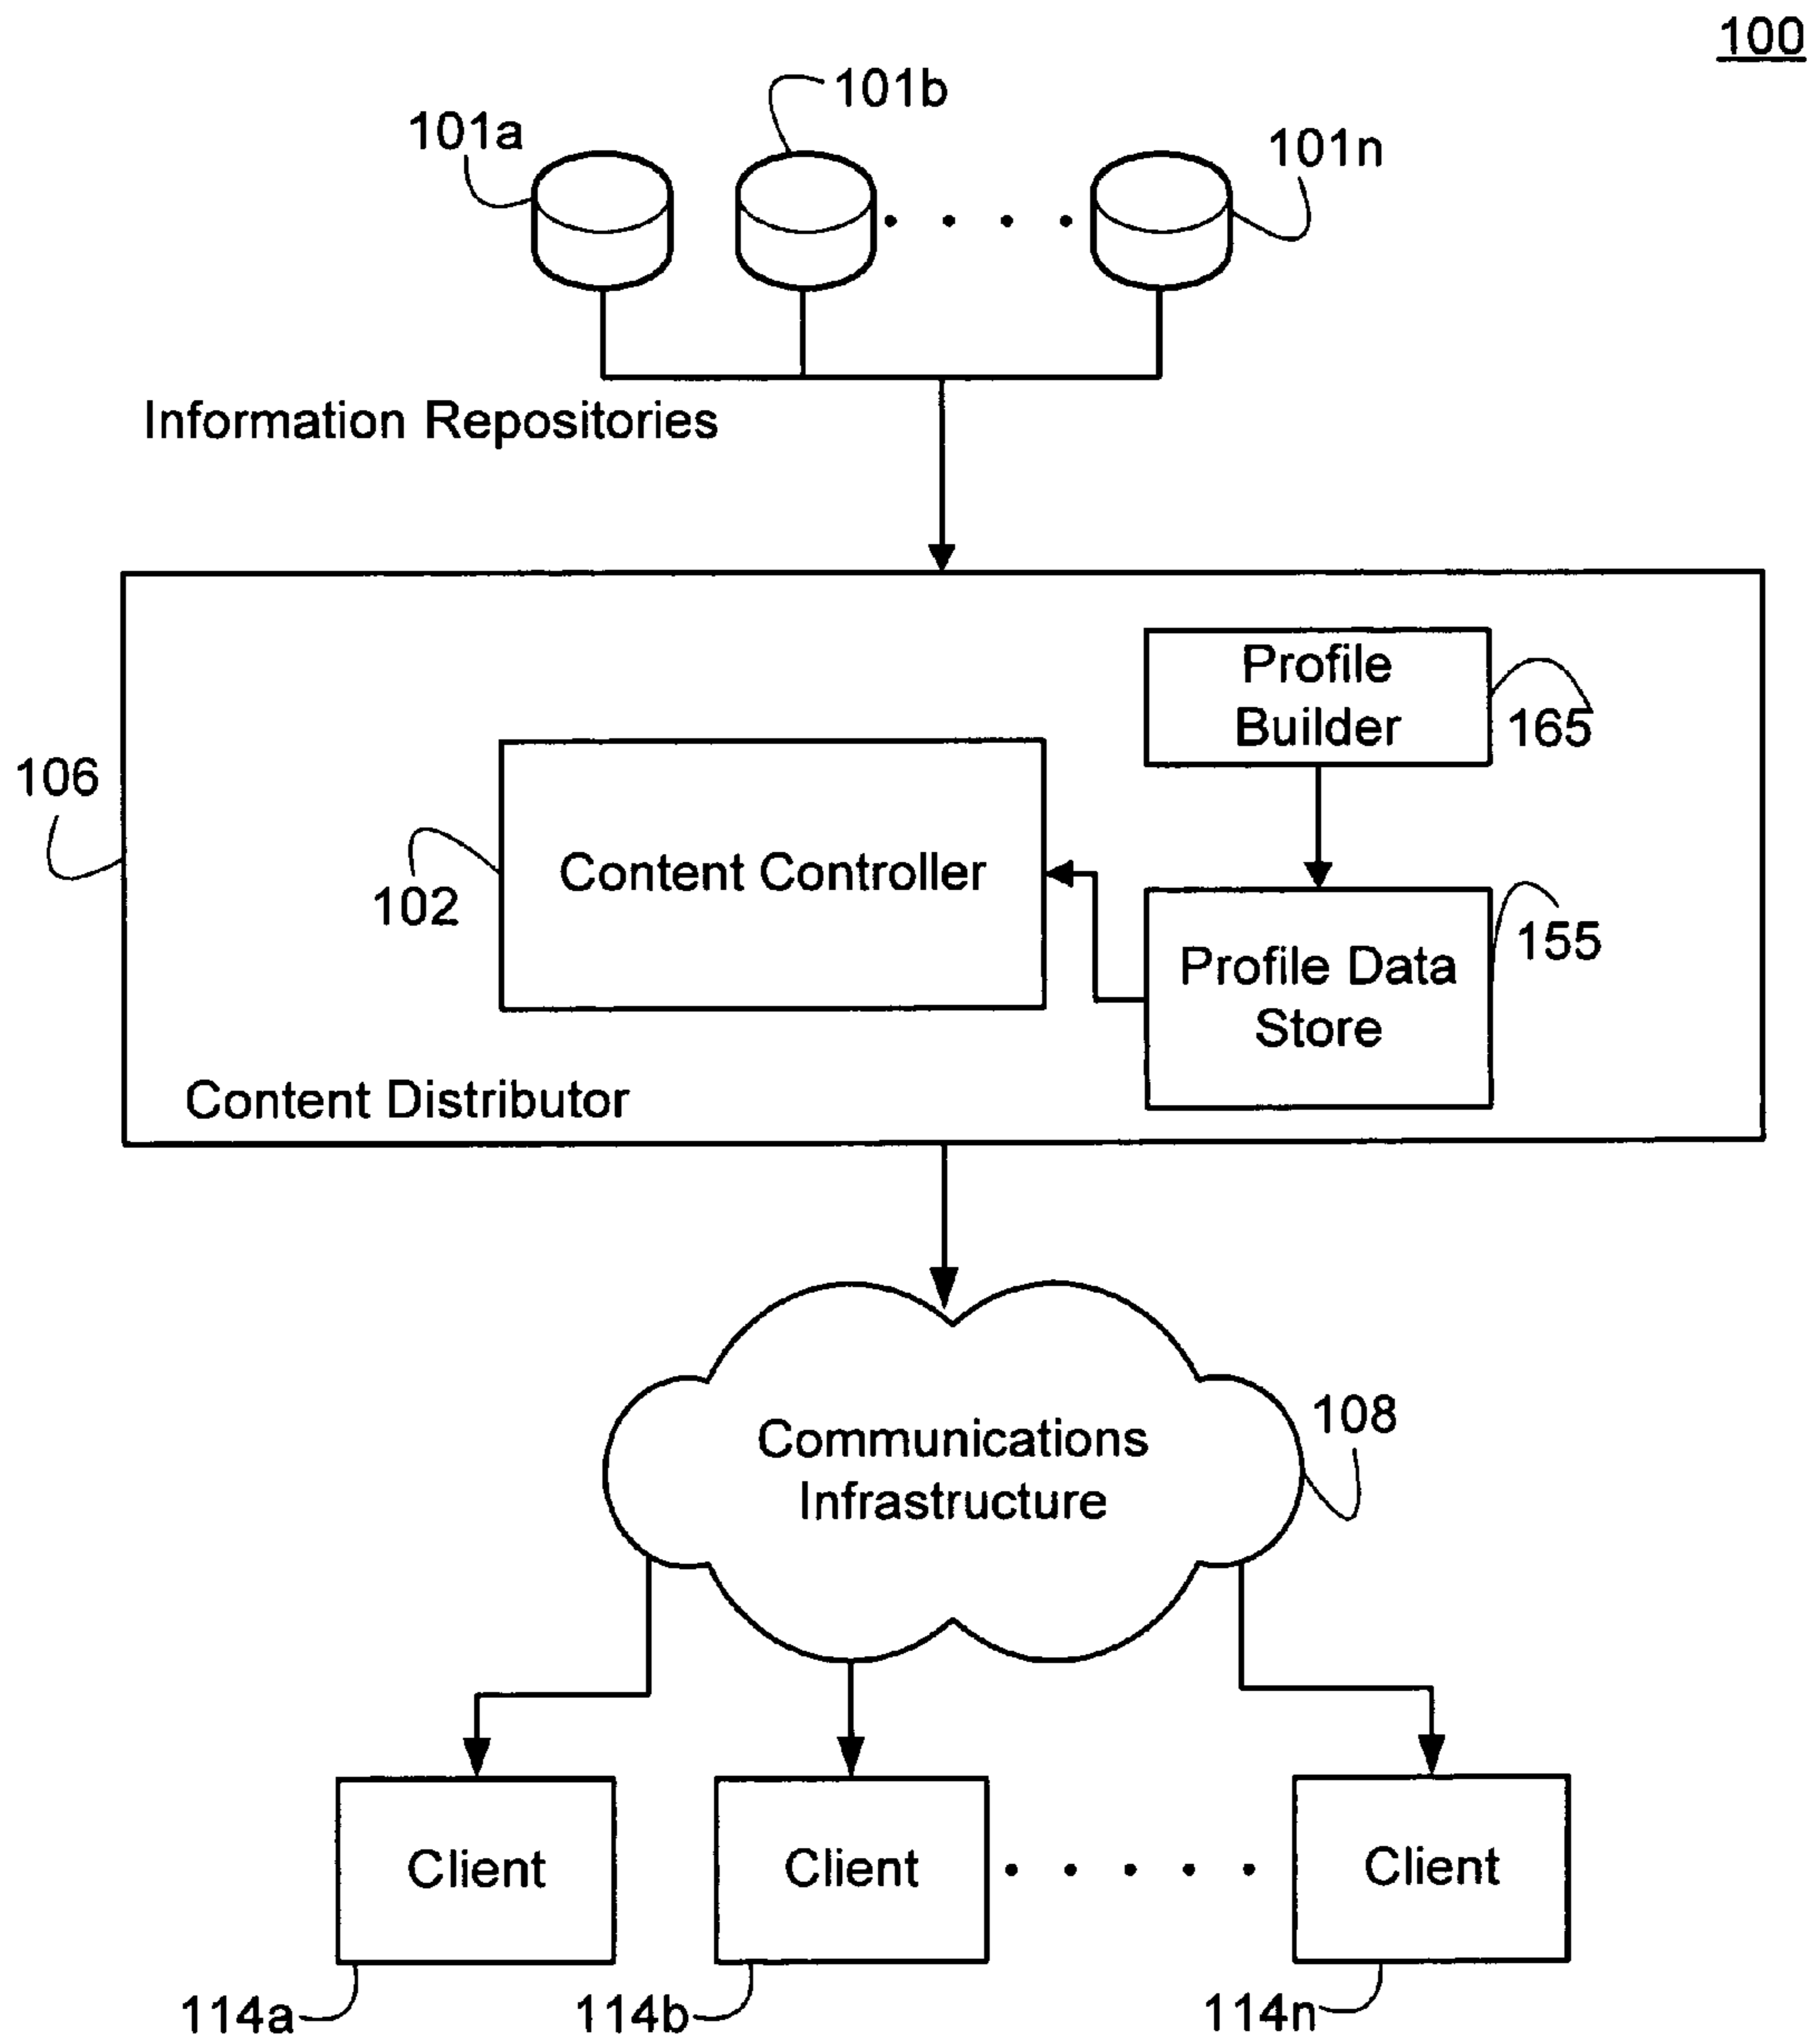 100
101b
101a
101n
Information Repositories
Profile
Builder
165
106
Content Controller
102
155
Profile Data
Store
Content Distributor
108
Communications
Infrastructure
Client
Client
Client
114a
114b
114n